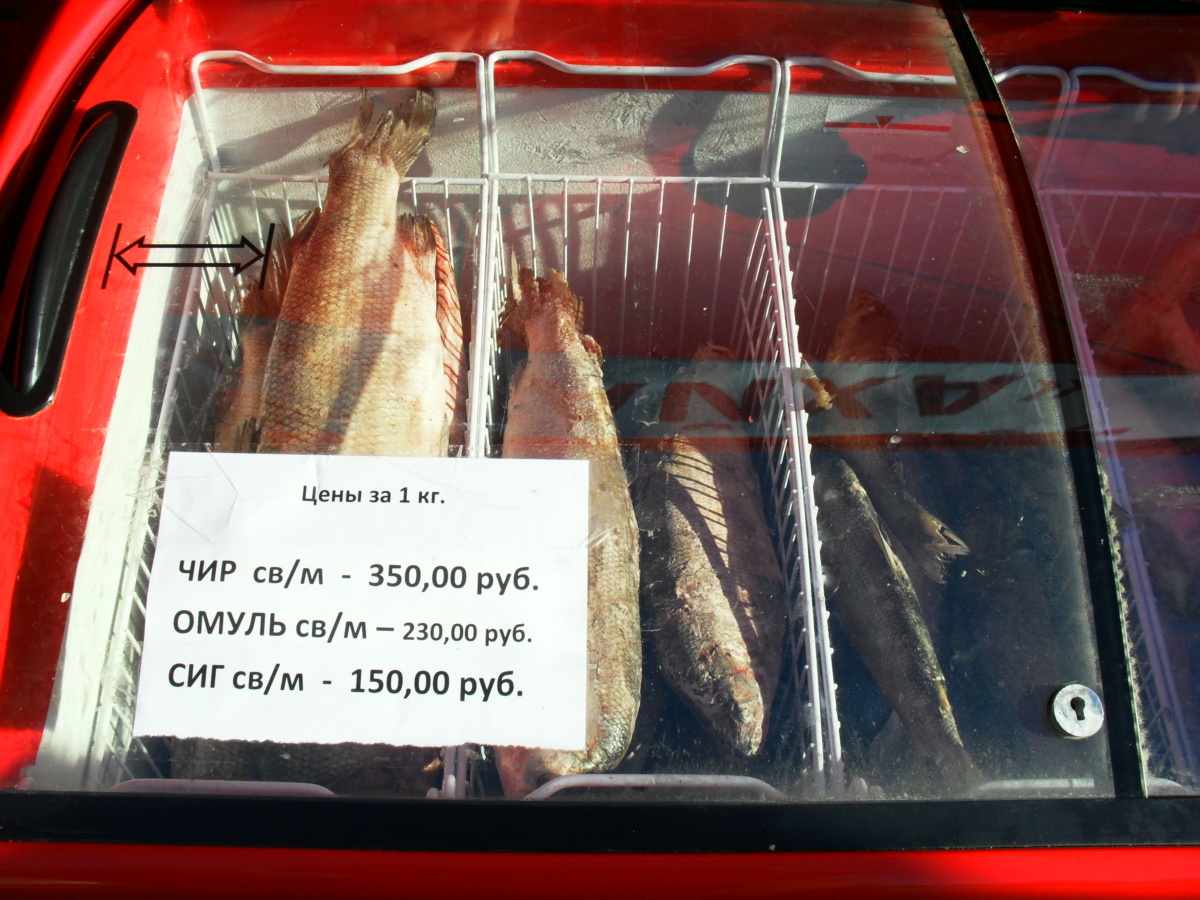 Цены за 1 кг.
ЧИР св/м - 350,00 руб.
ОМУЛЬ св/м – 230,00 руб.
СИГ св/м - 150,00 руб.